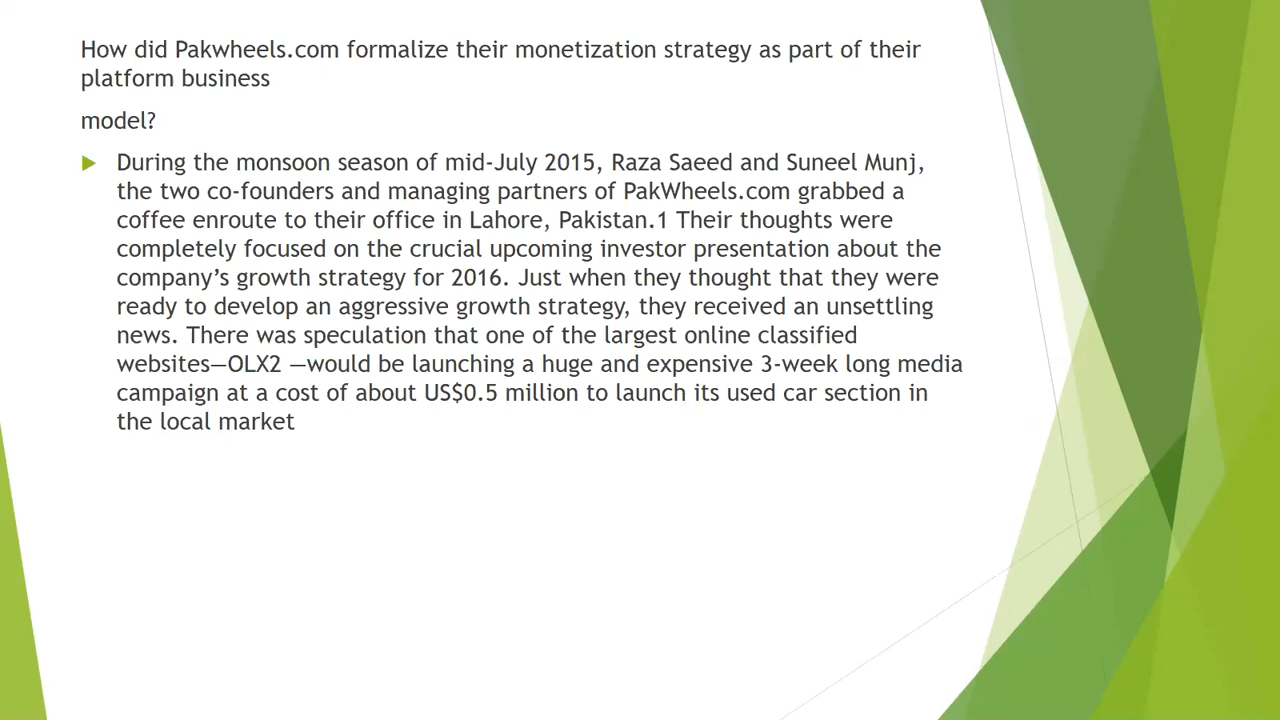 How did Pakwheels.com formalize their monetization strategy as part of their
platform business
model?
During the monsoon season of mid-July 2015, Raza Saeed and Suneel Munj,
the two co-founders and managing partners of PakWheels.com grabbed a
coffee enroute to their office in Lahore, Pakistan.1 Their thoughts were
completely focused on the crucial upcoming investor presentation about the
company’s growth strategy for 2016. Just when they thought that they were
ready to develop an aggressive growth strategy, they received an unsettling
news. There was speculation that one of the largest online classified
websites—OLX2 —would be launching a huge and expensive 3-week long media
campaign at a cost of about US$0.5 million to launch its used car section in
the local market